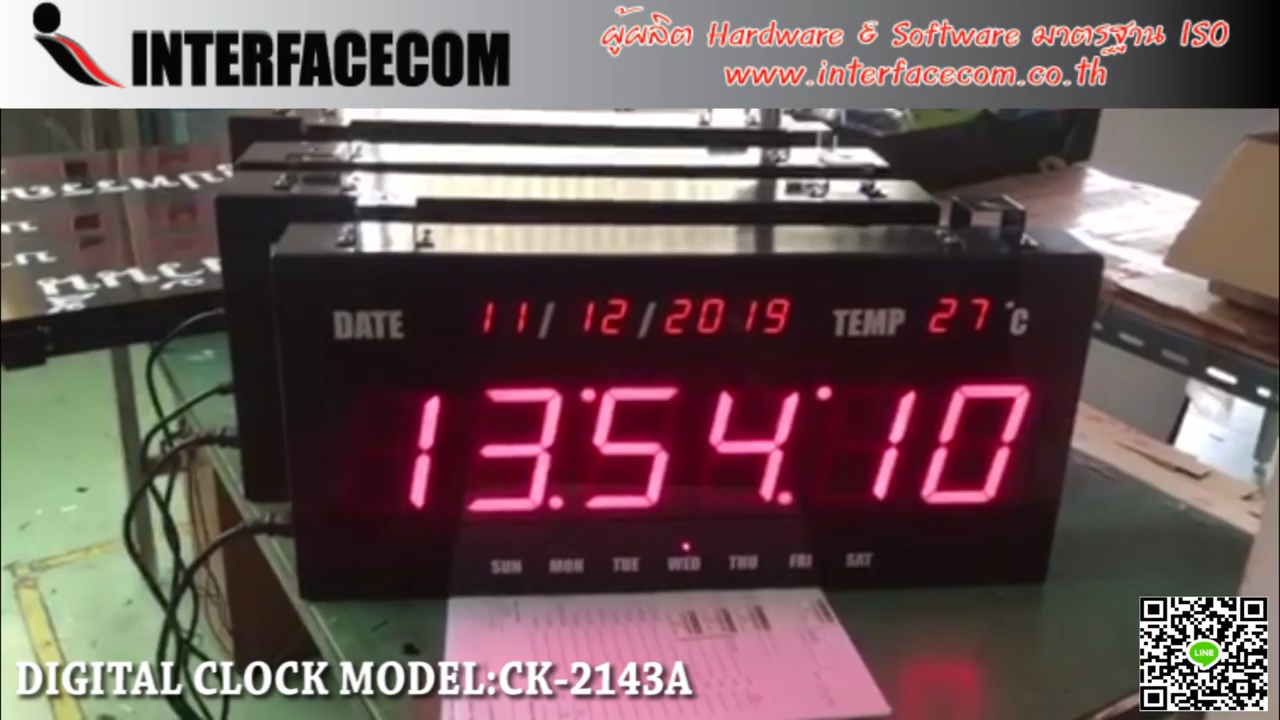 INTERFACECOM
ผู้ผลิต Hardware & Software มาตรฐาน ISO
www.interfacecom.co.th
DATE 11/12/2019 TEMP 27°C
13:54:10
SUN MON TUE WED THU FRI SAT
DIGITAL CLOCK MODEL:CK-2143A
LINE